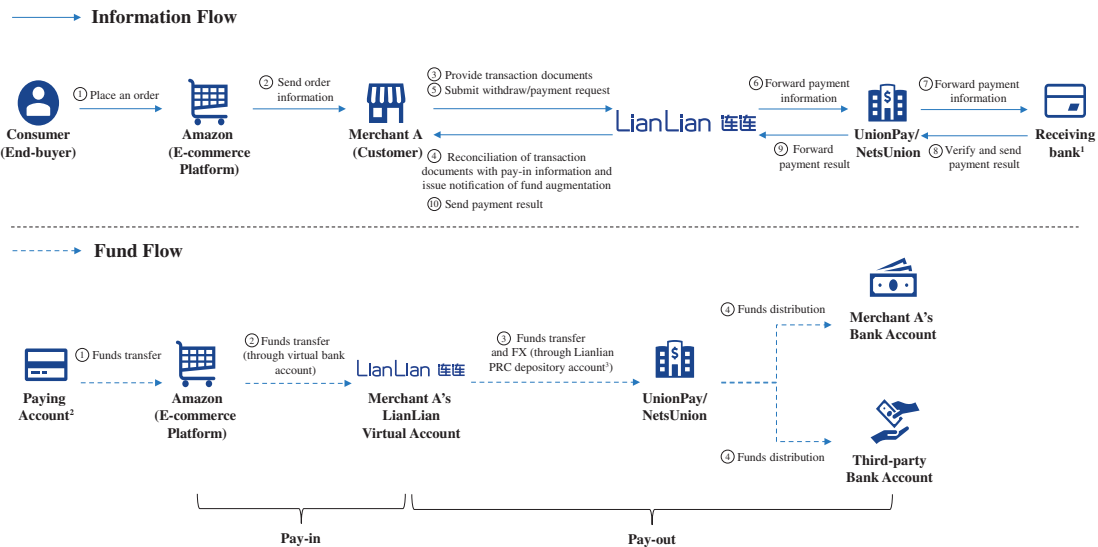 Information Flow
① Place an order
② Send order
information
③ Provide transaction documents
⑤ Submit withdraw/payment request
⑥ Forward payment
information
⑦ Forward payment
information
LianLian 连连
Consumer
(End-buyer)
Amazon
(E-commerce
Platform)
Merchant A
(Customer)
UnionPay/
NetsUnion
Receiving
bank¹
④ Reconciliation of transaction
documents with pay-in information and
issue notification of fund augmentation
⑩ Send payment result
⑨ Forward
payment result
⑧ Verify and send
payment result
Fund Flow
① Funds transfer
② Funds transfer
(through virtual bank
account)
③ Funds transfer
and FX (through Lianlian
PRC depository account³)
④ Funds distribution
Merchant A's
Bank Account
$
LianLian 连连
Paying
Account²
Amazon
(E-commerce
Platform)
Merchant A's
LianLian
Virtual Account
UnionPay/
NetsUnion
④ Funds distribution
Third-party
Bank Account
Pay-in
Pay-out